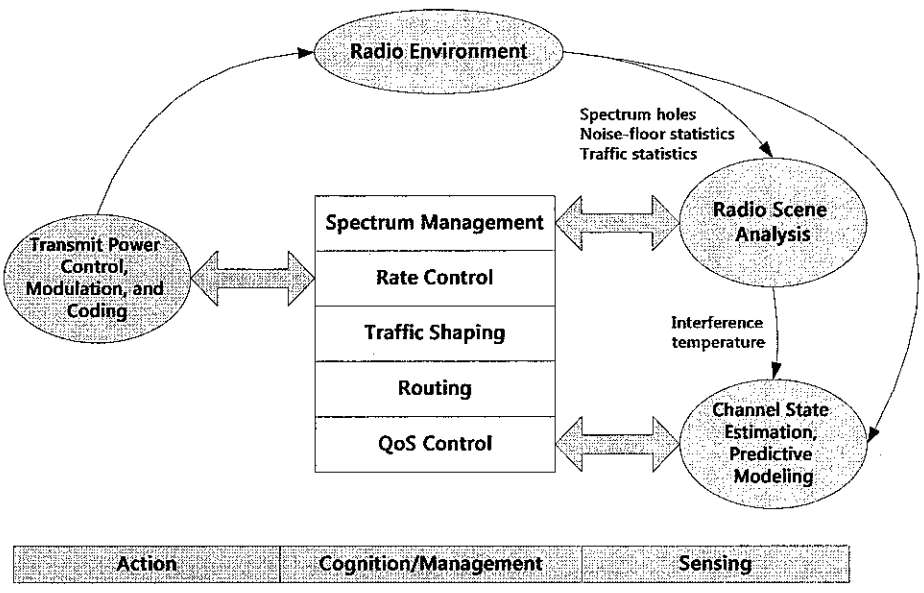 Radio Environment
Spectrum holes
Noise-floor statistics
Traffic statistics
Radio Scene
Analysis
Transmit Power
Control,
Modulation, and
Coding
Spectrum Management
Rate Control
Traffic Shaping
Routing
QoS Control
Interference
temperature
Channel State
Estimation,
Predictive
Modeling
Action
Cognition/Management
Sensing